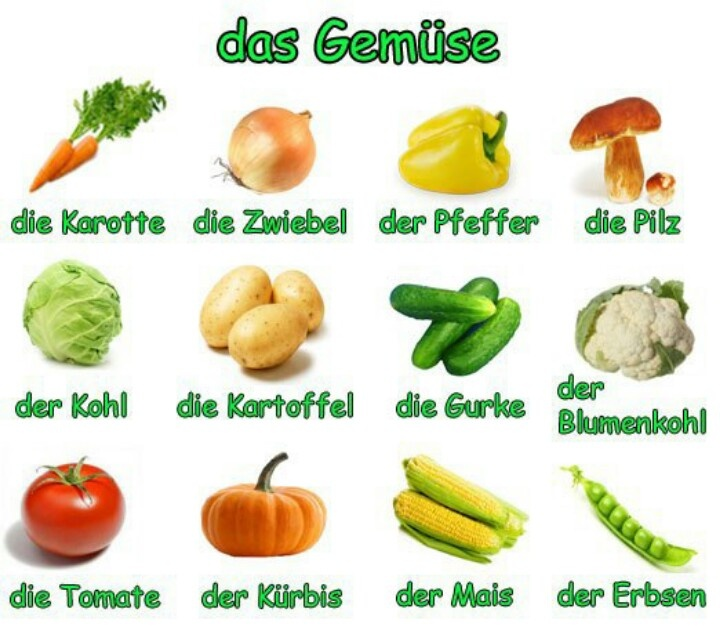 das Gemüse
die Karotte
die Zwiebel
der Pfeffer
die Pilz
der Kohl
die Kartoffel
die Gurke
der
Blumenkohl
die Tomate
der Kürbis
der Mais
der Erbsen